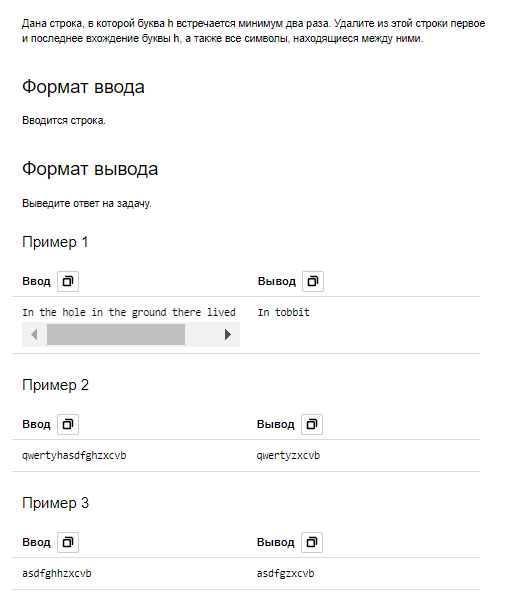 Дана строка, в которой буква h встречается минимум два раза. Удалите из этой строки первое
и последнее вхождение буквы h, а также все символы, находящиеся между ними.
Формат ввода
Вводится строка.
Формат вывода
Выведите ответ на задачу.
Пример 1
Ввод Вывод
In the hole in the ground there lived In tobbit
Пример 2
Ввод Вывод
qwertyhasdfghzxcvb qwertyzxcvb
Пример 3
Ввод Вывод
asdfghhzxcvb asdfgzxcvb